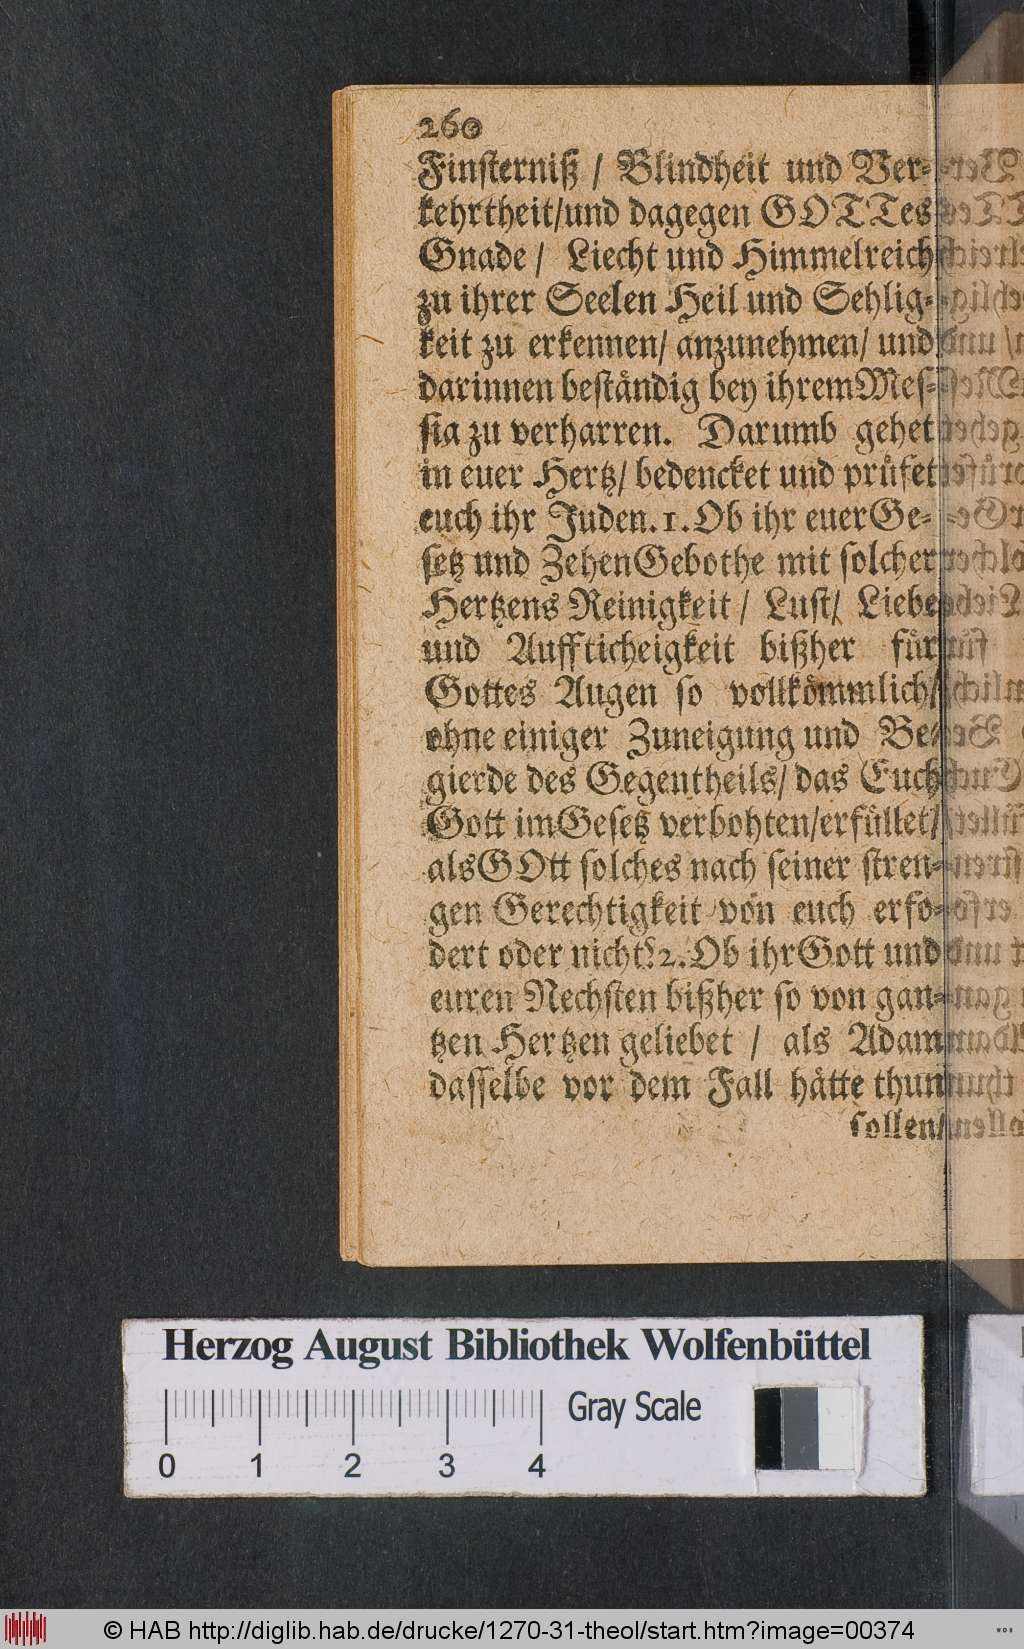 260
Finsterniß / Blindheit und Ver-
kehrtheit/und dagegen GOTTes
Gnade / Liecht und Himmelreich
zu ihrer Seelen Heil und Sehlig-
keit zu erkennen/ anzunehmen/ und
darinnen beståndig bey ihrem Mes-
sia zu verharren. Darumb gehet
in euer Hertz/ bedencket und prüfet
euch ihr Juden. 1. Ob ihr euer Ge-
setz und Zehen Gebothe mit solcher
Hertzens Reinigkeit / Lust/ Liebe
und Auffticheigkeit bißher fůr
Gottes Augen so vollkőmmlich/
ohne einiger Zuneigung und Be-
gierde des Gegentheils/ das Euch
Gott im Gesetz verbohten/erfüllet/
als GOtt solches nach seiner stren-
gen Gerechtigkeit von euch erfo-
dert oder nicht? 2. Ob ihr Gott und
euren Nechsten bißher so von gan-
tzen Hertzen geliebet / als Adam
dasselbe vor dem Fall håtte thun
sollen/
Herzog August Bibliothek Wolfenbüttel
Gray Scale
0 1 2 3 4
© HAB http://diglib.hab.de/drucke/1270-31-theol/start.htm?image=00374